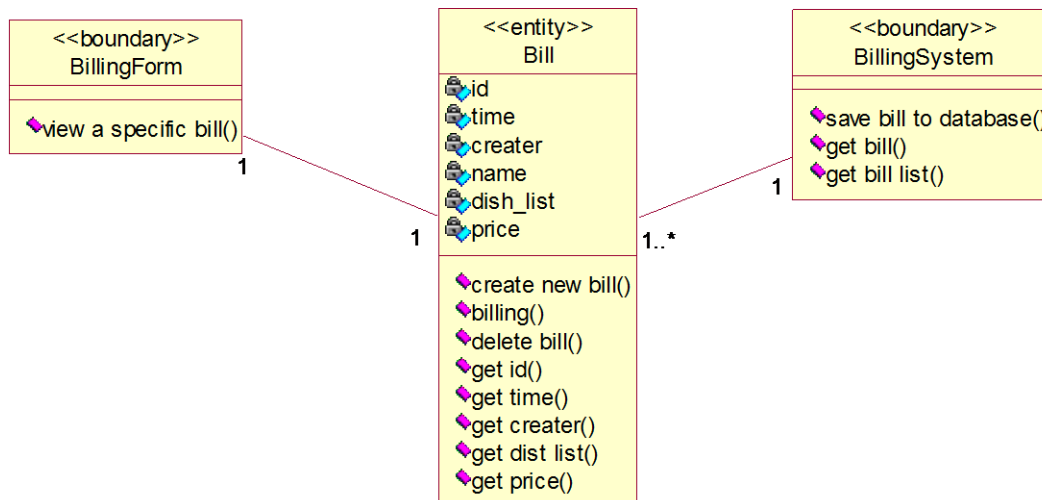 <<boundary>>
BillingForm
view a specific bill()
1
1
<<entity>>
Bill
id
time
creater
name
dish_list
price
create new bill()
billing()
delete bill()
get id()
get time()
get creater()
get dist list()
get price()
1..*
1
<<boundary>>
BillingSystem
save bill to database()
get bill()
get bill list()